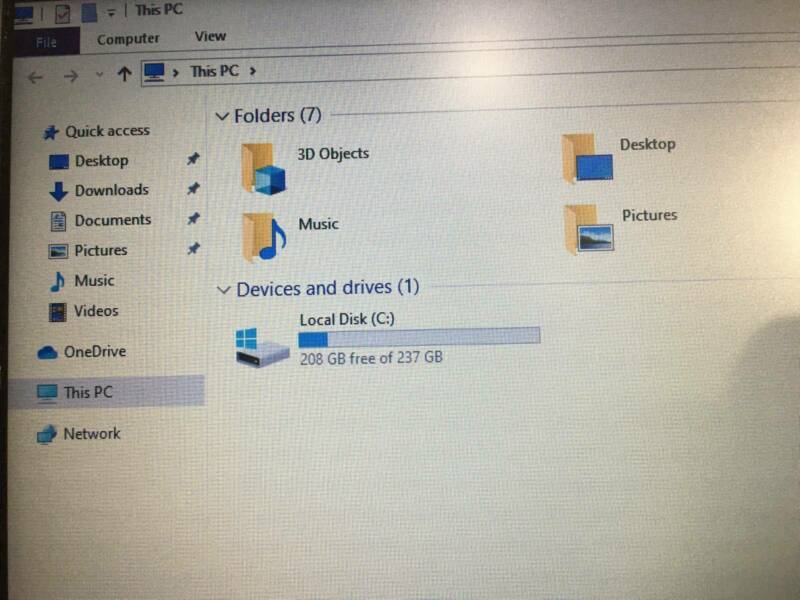 This PC
File Computer View
This PC
Quick access
Desktop
Downloads
Documents
Pictures
Music
Videos
OneDrive
This PC
Network
Folders (7)
3D Objects
Desktop
Music
Pictures
Devices and drives (1)
Local Disk (C:)
208 GB free of 237 GB